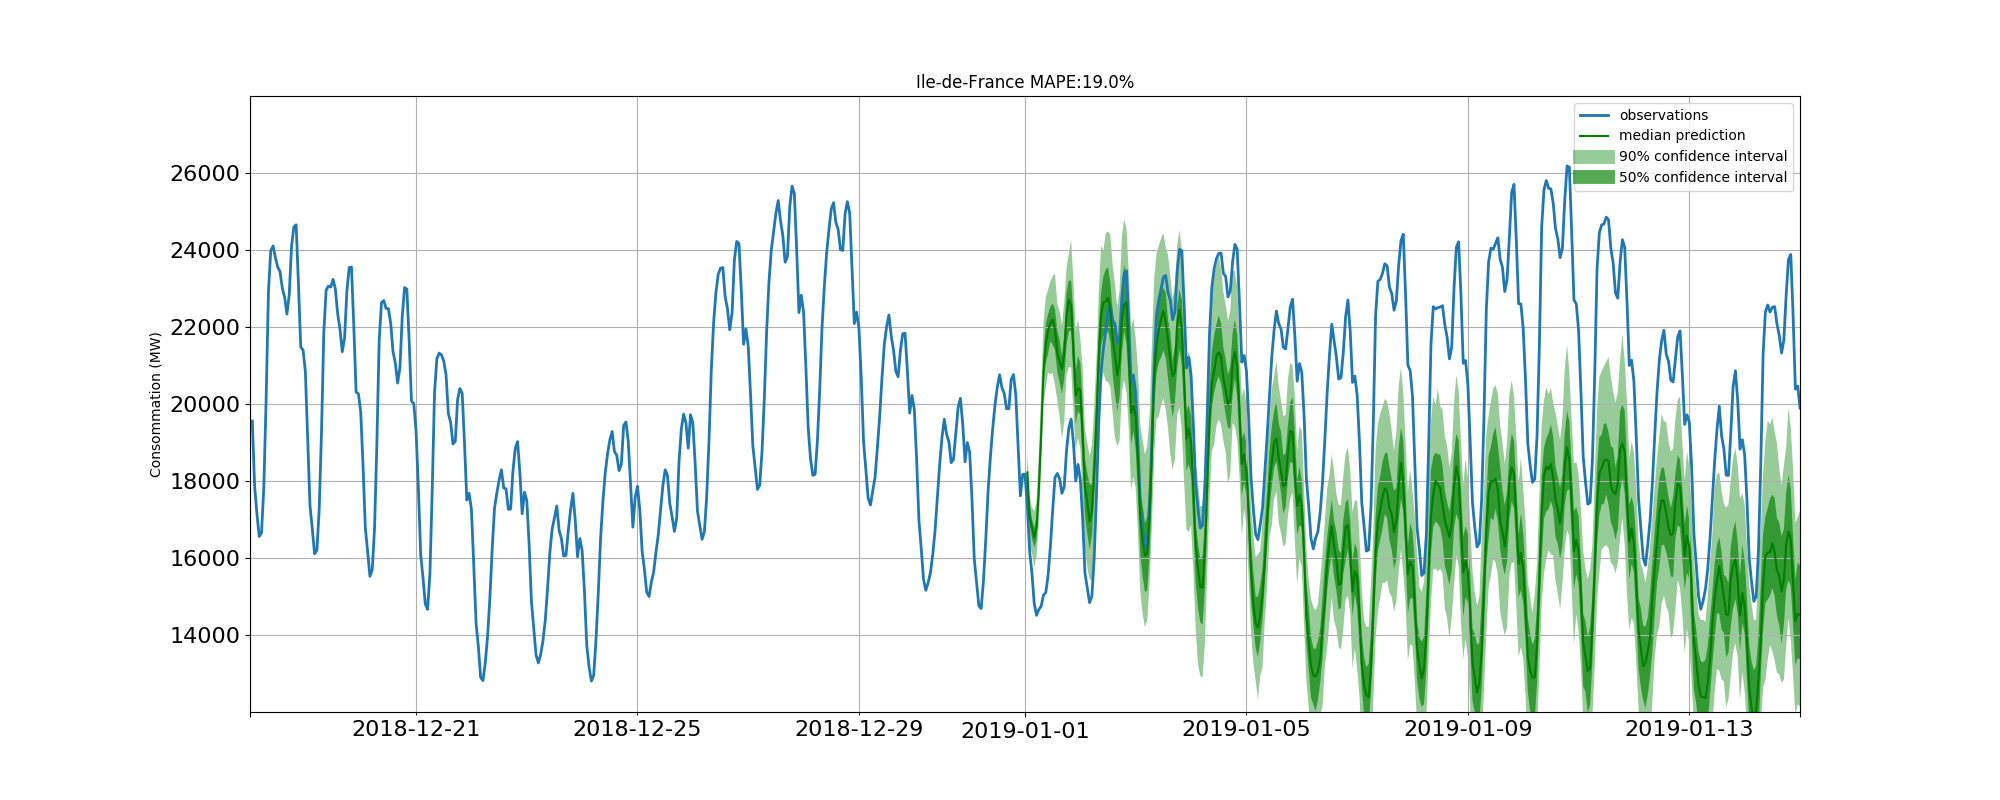 Ile-de-France MAPE:19.0%
observations
median prediction
90% confidence interval
50% confidence interval
Consommation (MW)
26000
24000
22000
20000
18000
16000
14000
2018-12-21 2018-12-25 2018-12-29 2019-01-01 2019-01-05 2019-01-09 2019-01-13